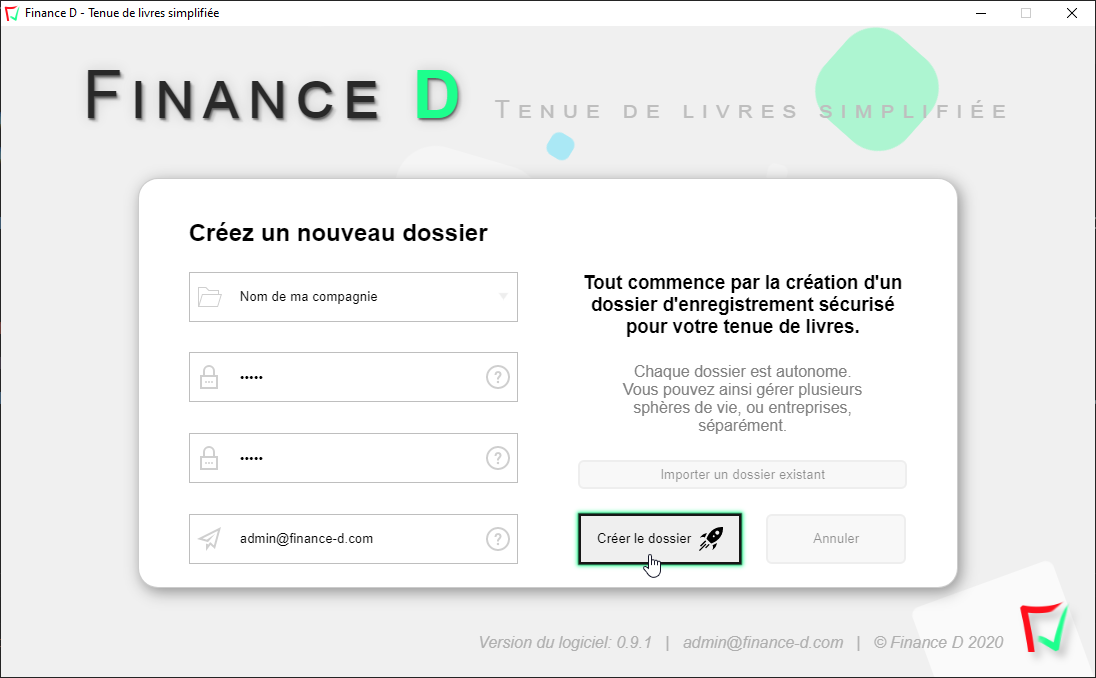 Finance D - Tenue de livres simplifiée
FINANCE D TENUE DE LIVRES SIMPLIFIÉE
Créez un nouveau dossier
Nom de ma compagnie
•••••
?
•••••
?
admin@finance-d.com
?
Tout commence par la création d'un
dossier d'enregistrement sécurisé
pour votre tenue de livres.
Chaque dossier est autonome.
Vous pouvez ainsi gérer plusieurs
sphères de vie, ou entreprises,
séparément.
Importer un dossier existant
Créer le dossier
Annuler
Version du logiciel: 0.9.1 | admin@finance-d.com | © Finance D 2020